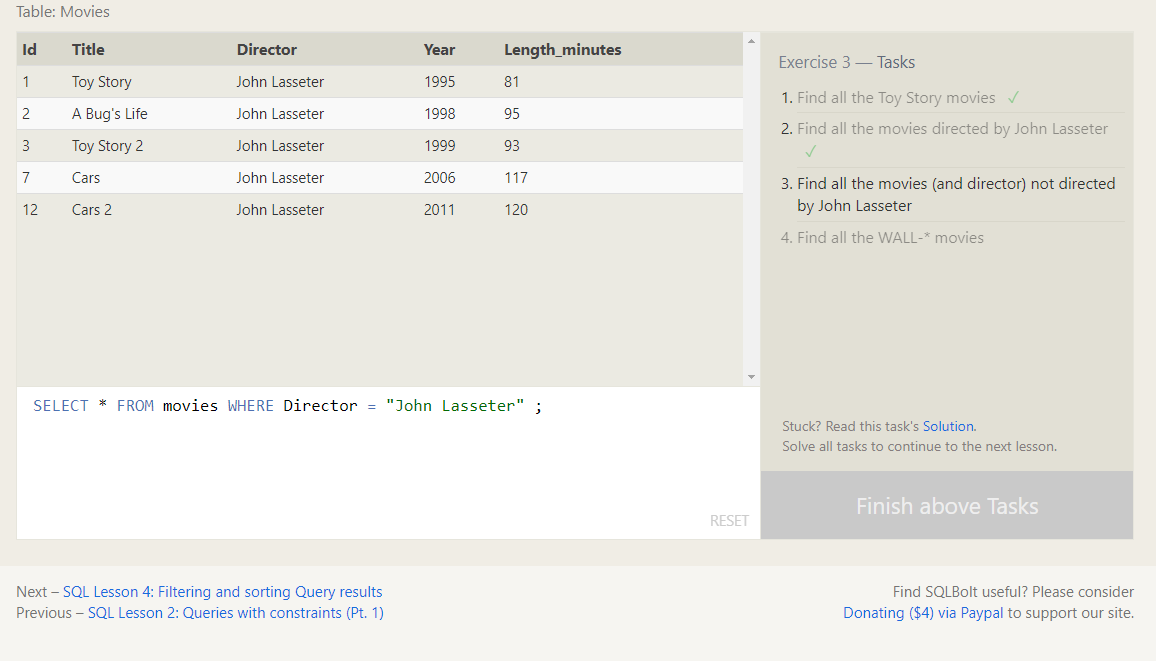 Table: Movies
Id Title Director Year Length_minutes
1 Toy Story John Lasseter 1995 81
2 A Bug's Life John Lasseter 1998 95
3 Toy Story 2 John Lasseter 1999 93
7 Cars John Lasseter 2006 117
12 Cars 2 John Lasseter 2011 120
SELECT * FROM movies WHERE Director = "John Lasseter" ;
RESET
Exercise 3 — Tasks
1. Find all the Toy Story movies ✓
2. Find all the movies directed by John Lasseter
✓
3. Find all the movies (and director) not directed
by John Lasseter
4. Find all the WALL-* movies
Stuck? Read this task's Solution.
Solve all tasks to continue to the next lesson.
Finish above Tasks
Next – SQL Lesson 4: Filtering and sorting Query results
Previous – SQL Lesson 2: Queries with constraints (Pt. 1)
Find SQLBolt useful? Please consider
Donating ($4) via Paypal to support our site.